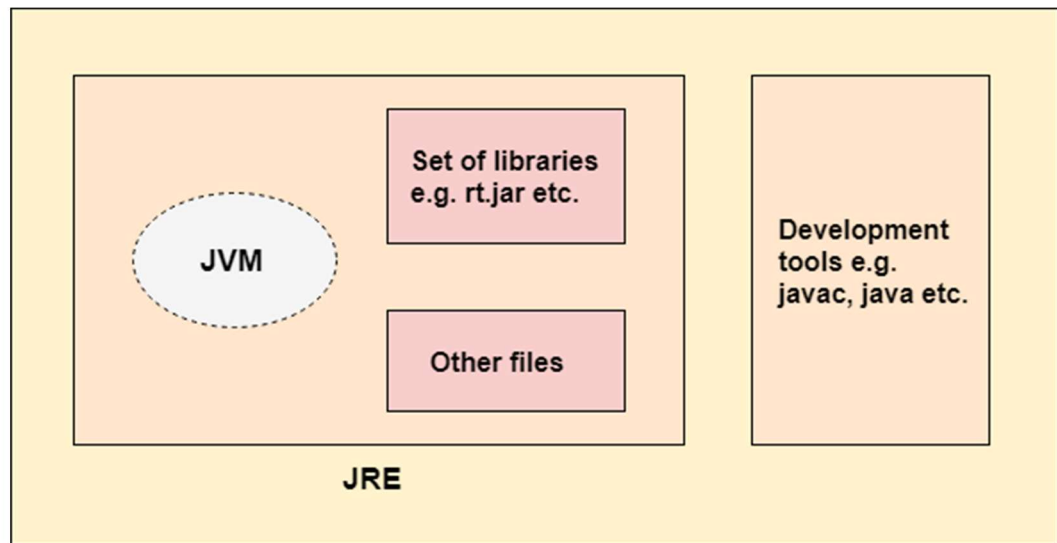 Set of libraries
e.g. rt.jar etc.
JVM
Other files
JRE
Development
tools e.g.
javac, java etc.